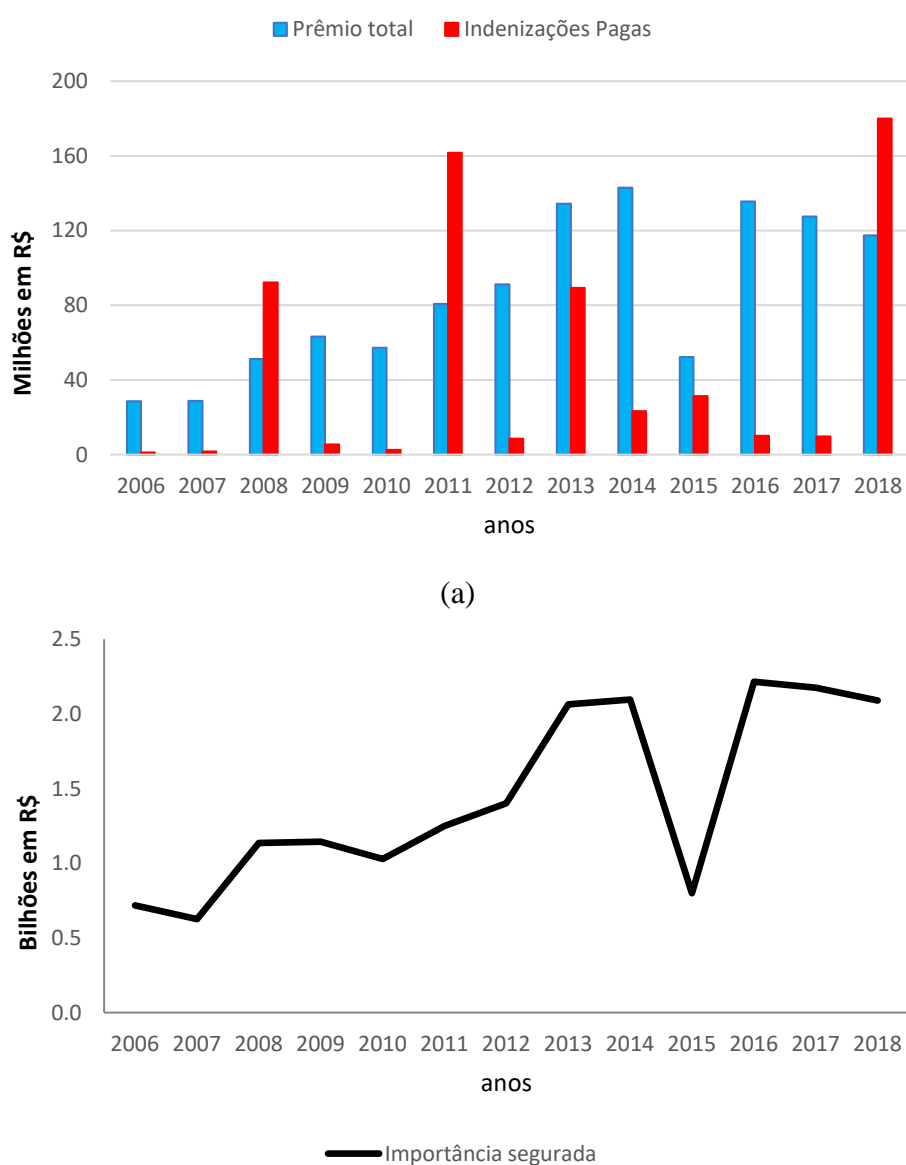 Prêmio total Indenizações Pagas
200
160
120
80
40
0
Milhões em R$
2006 2007 2008 2009 2010 2011 2012 2013 2014 2015 2016 2017 2018
anos
(a)
2.5
2.0
1.5
1.0
0.5
0.0
Bilhões em R$
2006 2007 2008 2009 2010 2011 2012 2013 2014 2015 2016 2017 2018
anos
Importância segurada